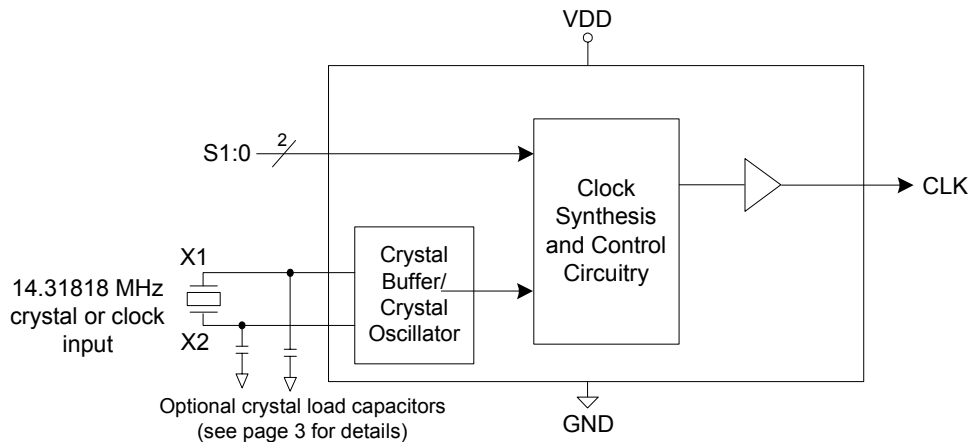 VDD
2
S1:0
Clock
Synthesis
and Control
Circuitry
CLK
X1
Crystal
Buffer/
Crystal
Oscillator
14.31818 MHz
crystal or clock
input
X2
Optional crystal load capacitors
(see page 3 for details)
GND